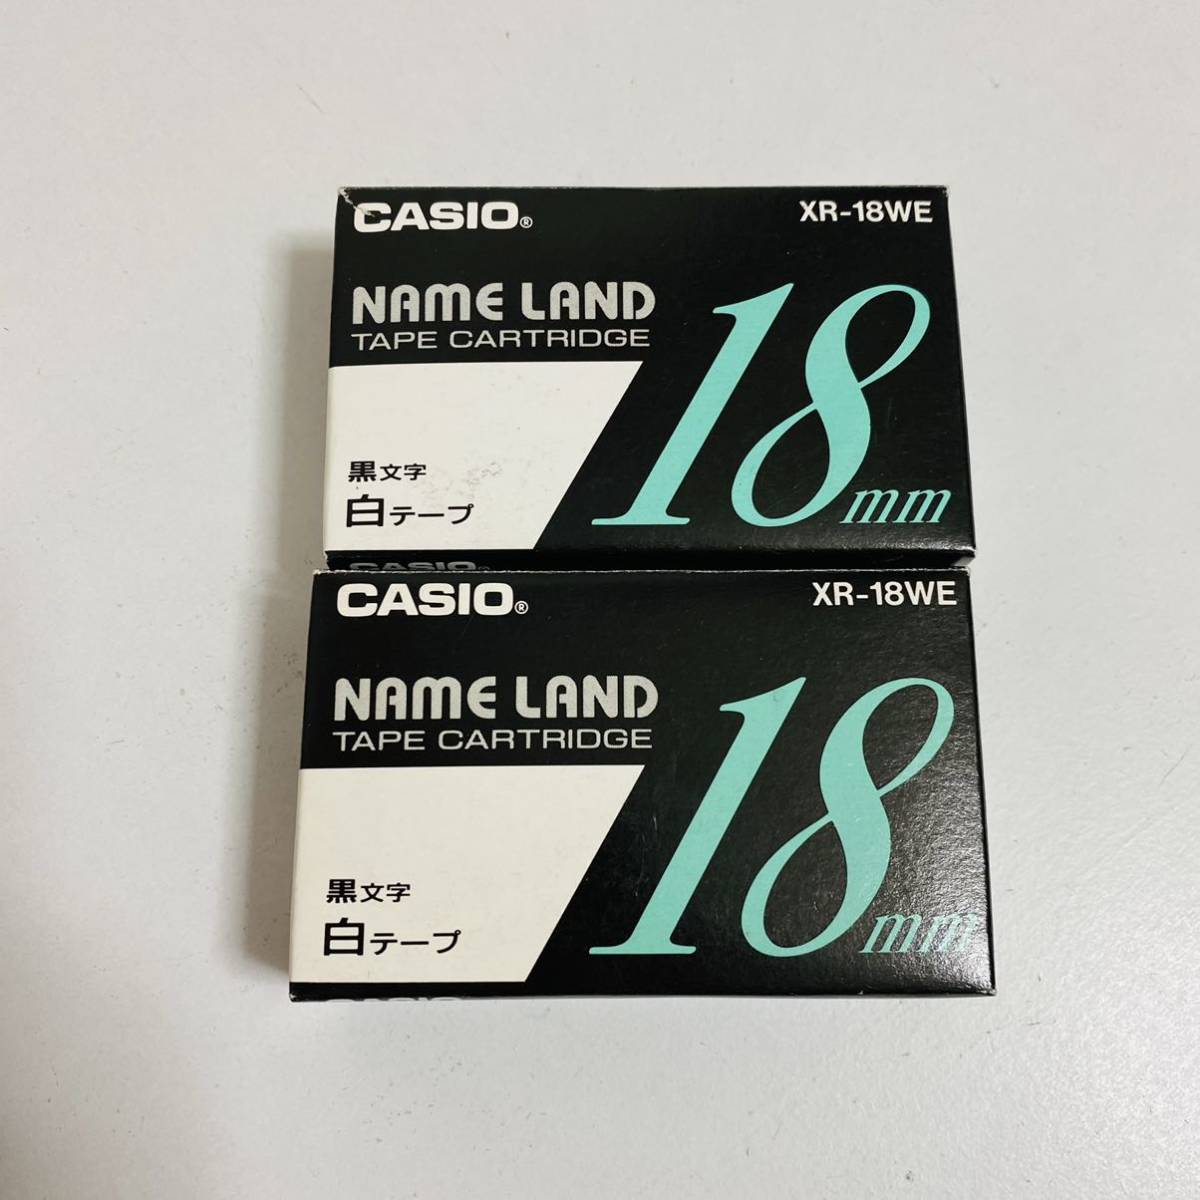 CASIO®
XR-18WE
NAME LAND
TAPE CARTRIDGE
18mm
黒文字
白テープ
CASIO®
CASIO®
XR-18WE
NAME LAND
TAPE CARTRIDGE
18mm
黒文字
白テープ